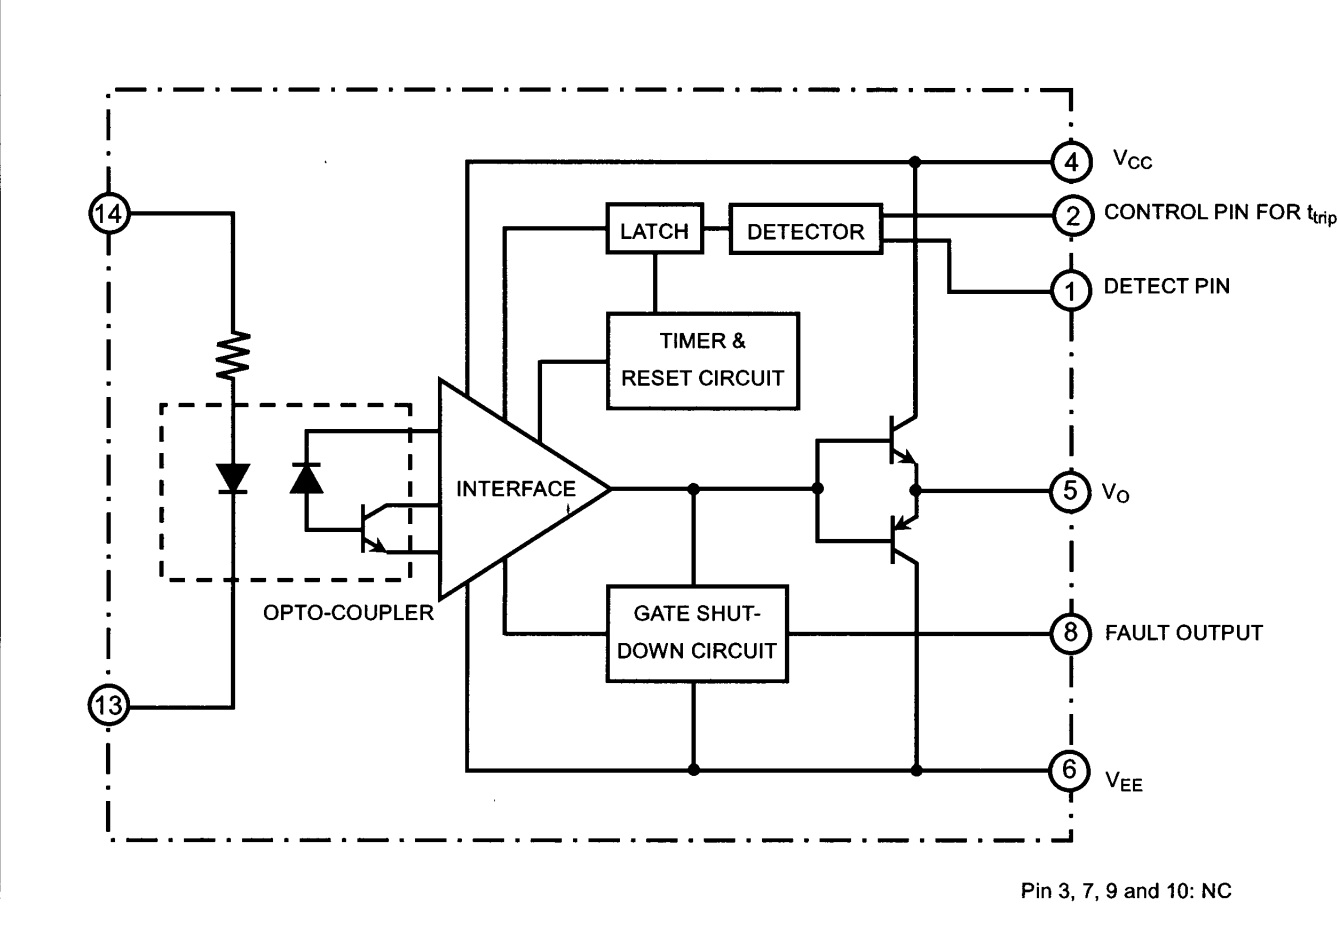 4 VCC
14
2 CONTROL PIN FOR ttrip
LATCH
DETECTOR
1 DETECT PIN
TIMER &
RESET CIRCUIT
INTERFACE
5 VO
OPTO-COUPLER
GATE SHUT-
DOWN CIRCUIT
8 FAULT OUTPUT
13
6 VEE
Pin 3, 7, 9 and 10: NC